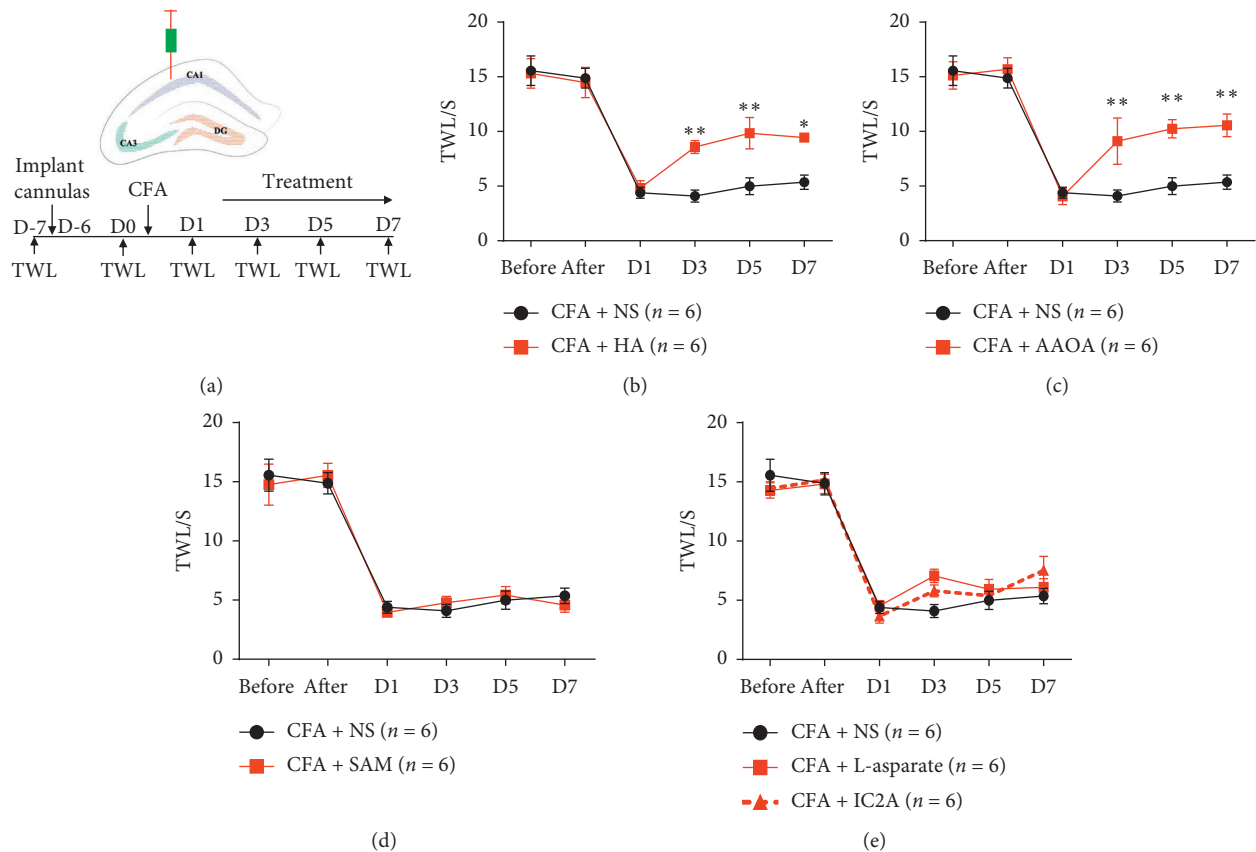 CA1
CA3
DG
Implant
cannulas
CFA
Treatment
D-7
D-6
D0
D1
D3
D5
D7
TWL
TWL
TWL
TWL
TWL
TWL
(a)
20
15
10
5
0
TWL/S
**
**
*
Before
After
D1
D3
D5
D7
CFA + NS (n = 6)
CFA + HA (n = 6)
(b)
20
15
10
5
0
TWL/S
**
**
**
Before
After
D1
D3
D5
D7
CFA + NS (n = 6)
CFA + AAOA (n = 6)
(c)
20
15
10
5
0
TWL/S
Before
After
D1
D3
D5
D7
CFA + NS (n = 6)
CFA + SAM (n = 6)
(d)
20
15
10
5
0
TWL/S
Before
After
D1
D3
D5
D7
CFA + NS (n = 6)
CFA + L-asparate (n = 6)
CFA + IC2A (n = 6)
(e)